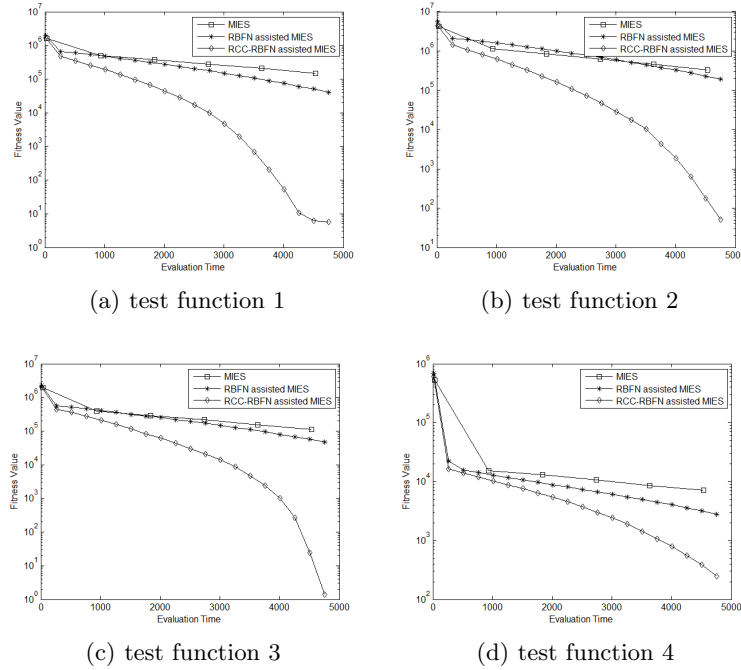 10^7
10^6
10^5
10^4
10^3
10^2
10^1
10^0
Fitness Value
0 1000 2000 3000 4000 5000
Evaluation Time
MIES
RBFN assisted MIES
RCC-RBFN assisted MIES
(a) test function 1
10^7
10^6
10^5
10^4
10^3
10^2
10^1
Fitness Value
0 1000 2000 3000 4000 5000
Evaluation Time
MIES
RBFN assisted MIES
RCC-RBFN assisted MIES
(b) test function 2
10^7
10^6
10^5
10^4
10^3
10^2
10^1
10^0
Fitness Value
0 1000 2000 3000 4000 5000
Evaluation Time
MIES
RBFN assisted MIES
RCC-RBFN assisted MIES
(c) test function 3
10^6
10^5
10^4
10^3
10^2
Fitness Value
0 1000 2000 3000 4000 5000
Evaluation Time
MIES
RBFN assisted MIES
RCC-RBFN assisted MIES
(d) test function 4